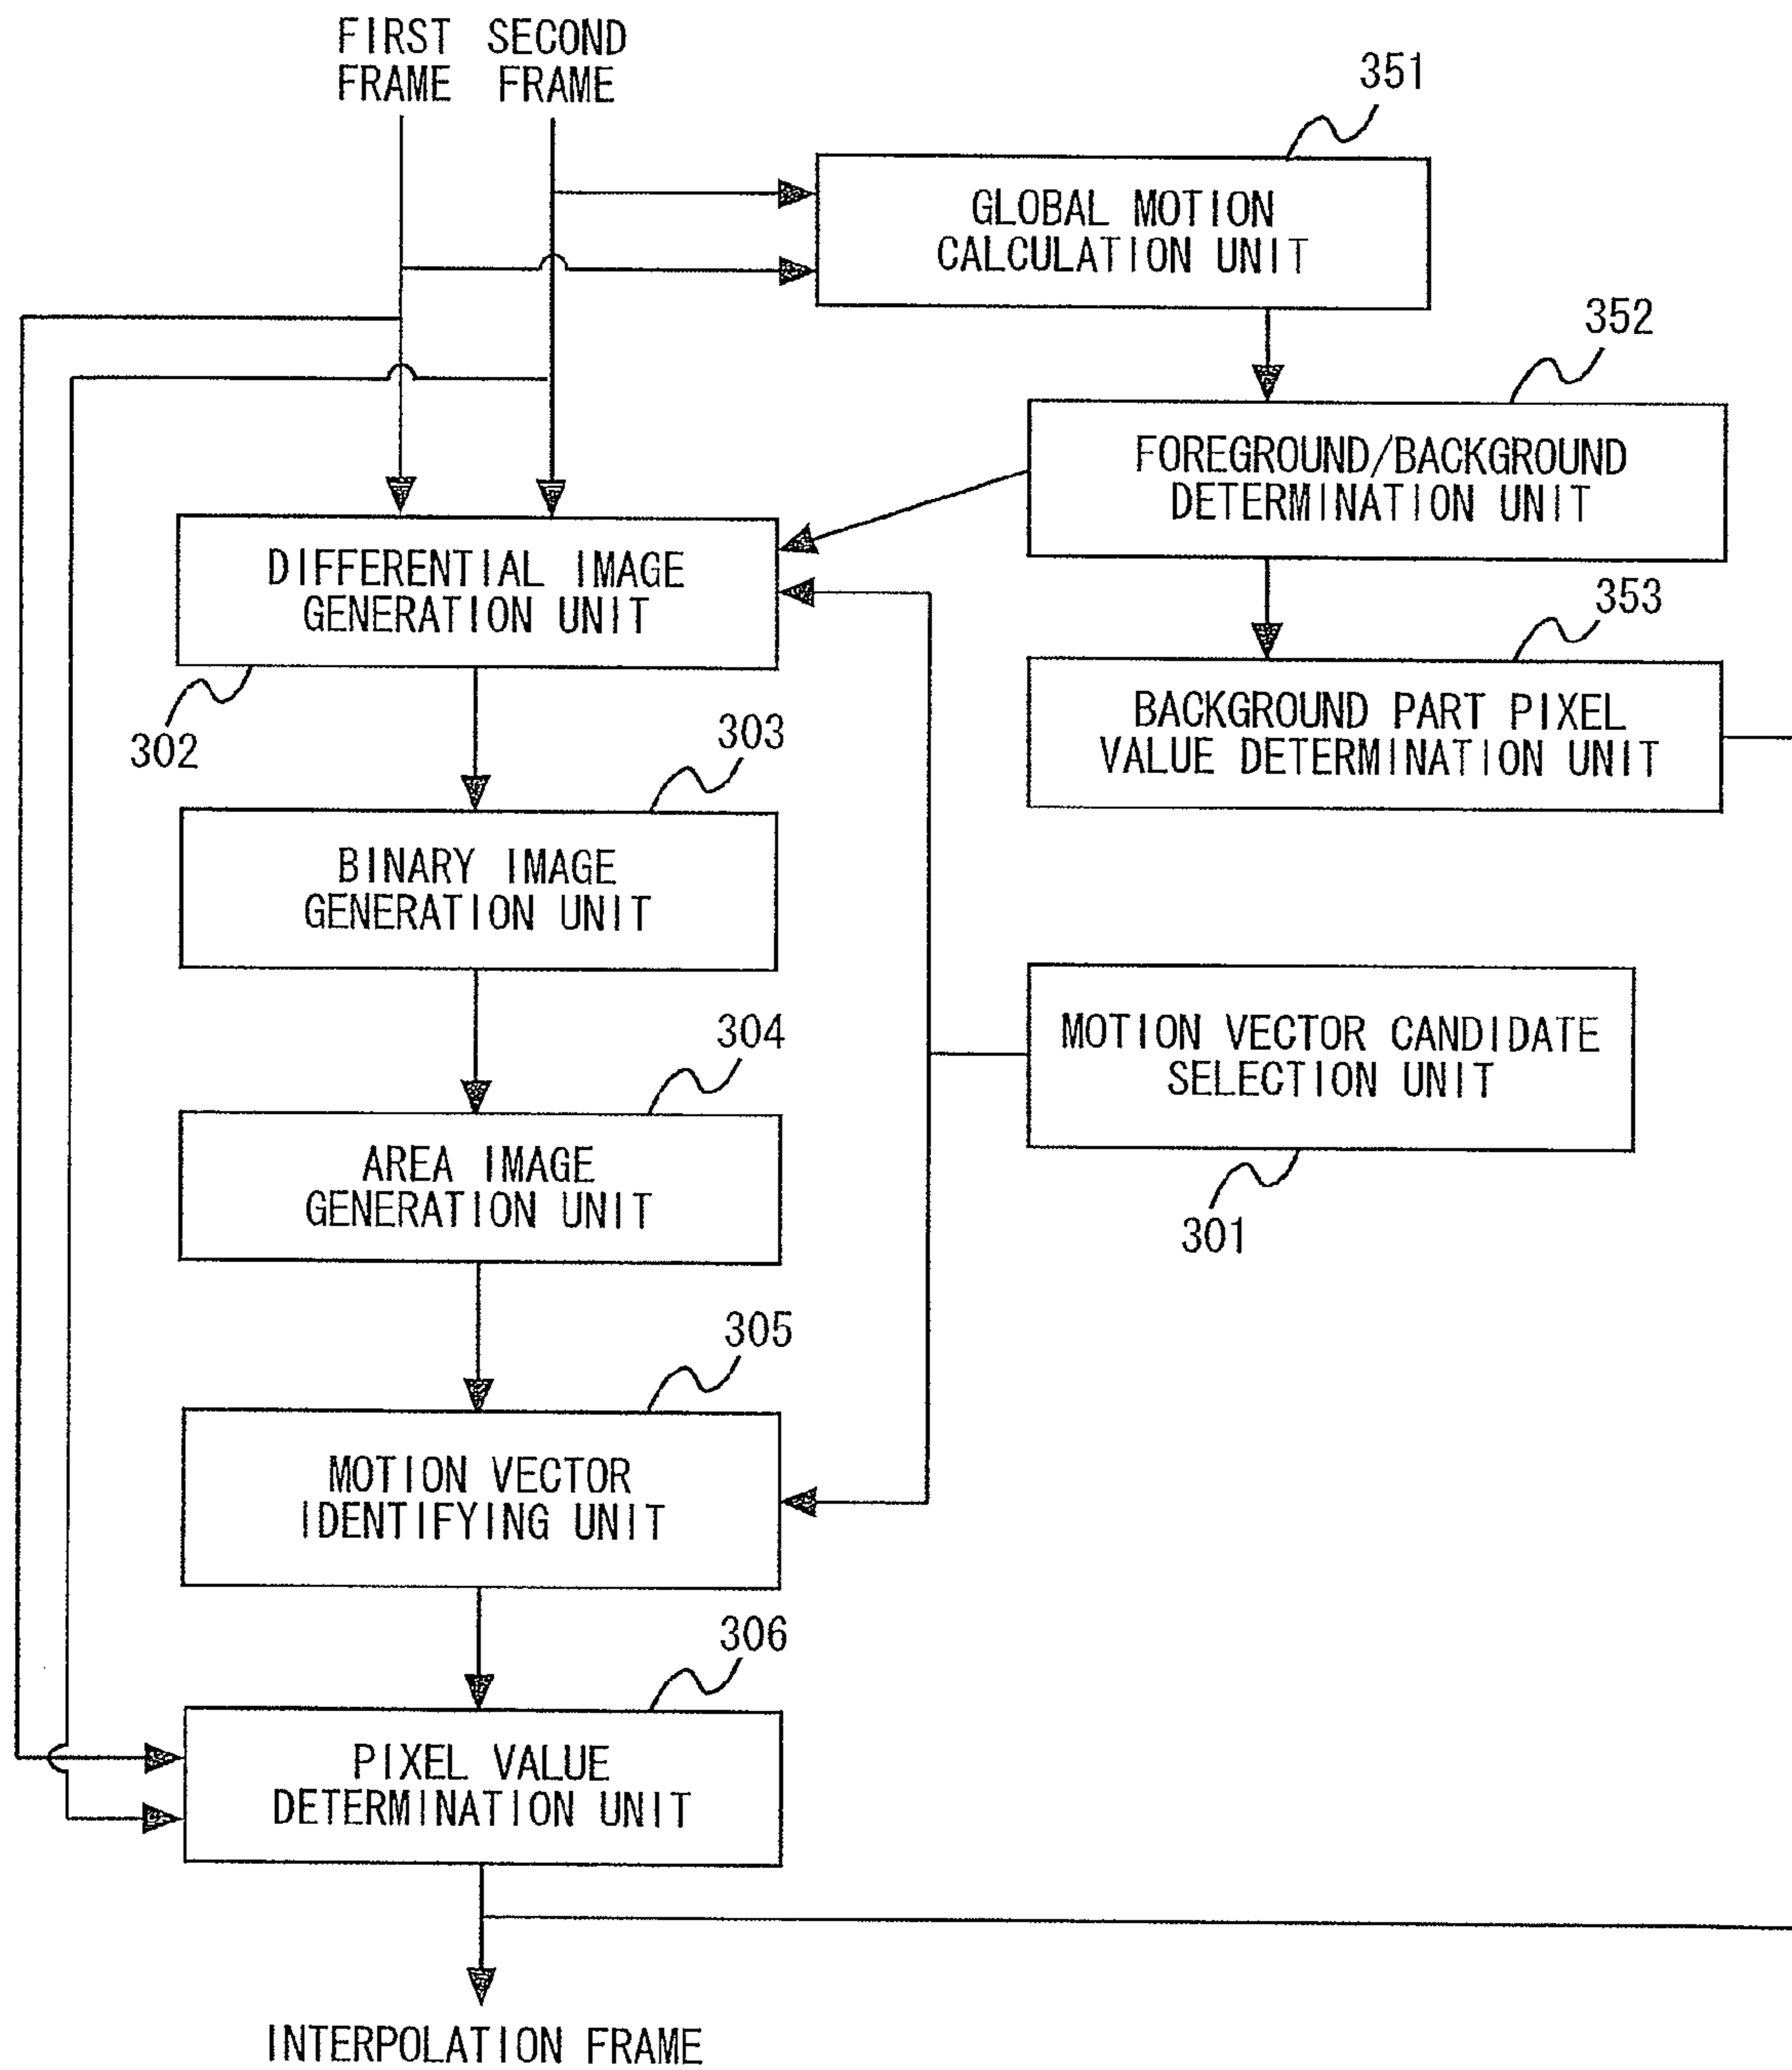 FIRST SECOND
FRAME FRAME
351
GLOBAL MOTION
CALCULATION UNIT
352
FOREGROUND/BACKGROUND
DETERMINATION UNIT
DIFFERENTIAL IMAGE
GENERATION UNIT
302
353
BACKGROUND PART PIXEL
VALUE DETERMINATION UNIT
303
BINARY IMAGE
GENERATION UNIT
MOTION VECTOR CANDIDATE
SELECTION UNIT
301
304
AREA IMAGE
GENERATION UNIT
305
MOTION VECTOR
IDENTIFYING UNIT
306
PIXEL VALUE
DETERMINATION UNIT
INTERPOLATION FRAME